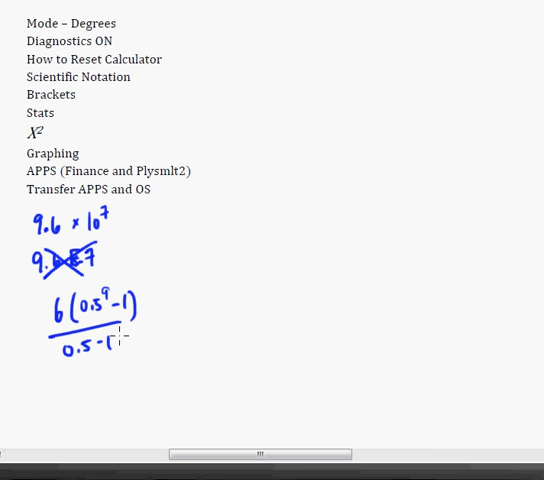 Mode – Degrees
Diagnostics ON
How to Reset Calculator
Scientific Notation
Brackets
Stats
X²
Graphing
APPS (Finance and Plysmlt2)
Transfer APPS and OS
9.6 × 10⁷
9.6E7
6(0.5⁹ – 1)
0.5 – 1